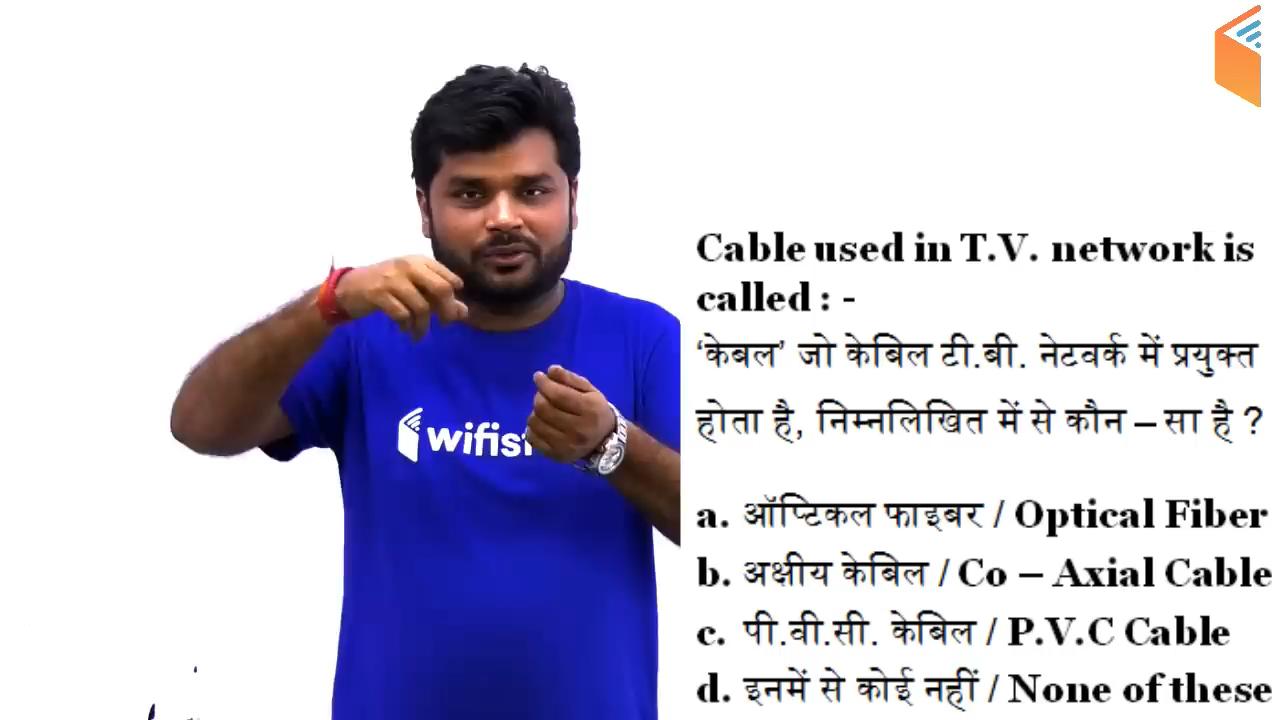 wifist
Cable used in T.V. network is
called : -
‘केबल’ जो केबिल टी.बी. नेटवर्क में प्रयुक्त
होता है, निम्नलिखित में से कौन – सा है ?
a. ऑप्टिकल फाइबर / Optical Fiber
b. अक्षीय केबिल / Co – Axial Cable
c. पी.वी.सी. केबिल / P.V.C Cable
d. इनमें से कोई नहीं / None of these